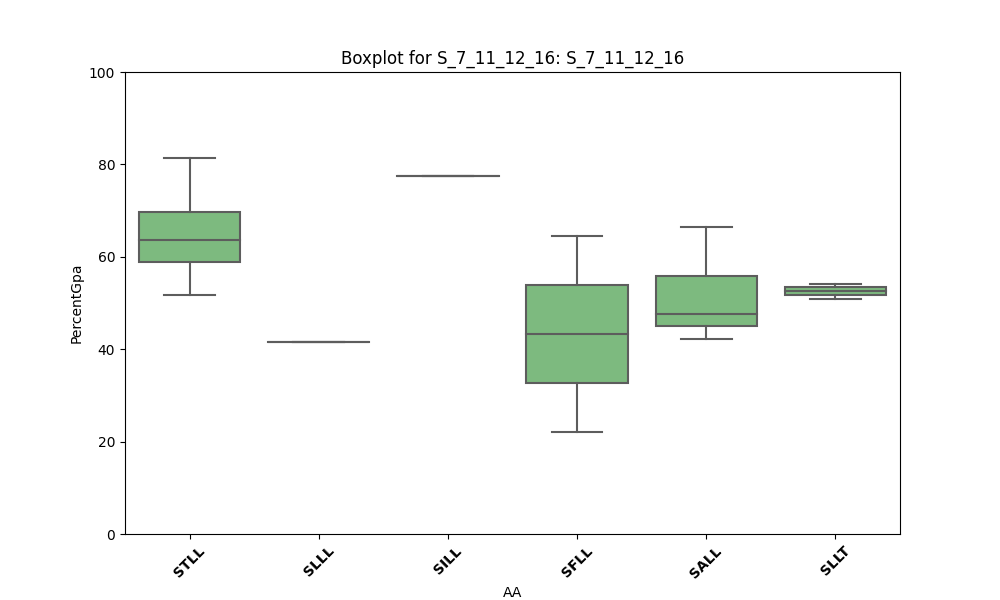 Boxplot for S_7_11_12_16: S_7_11_12_16
100
80
60
40
20
0
PercentGpa
STLL
SLLL
SILL
SFLL
SALL
SLLT
AA